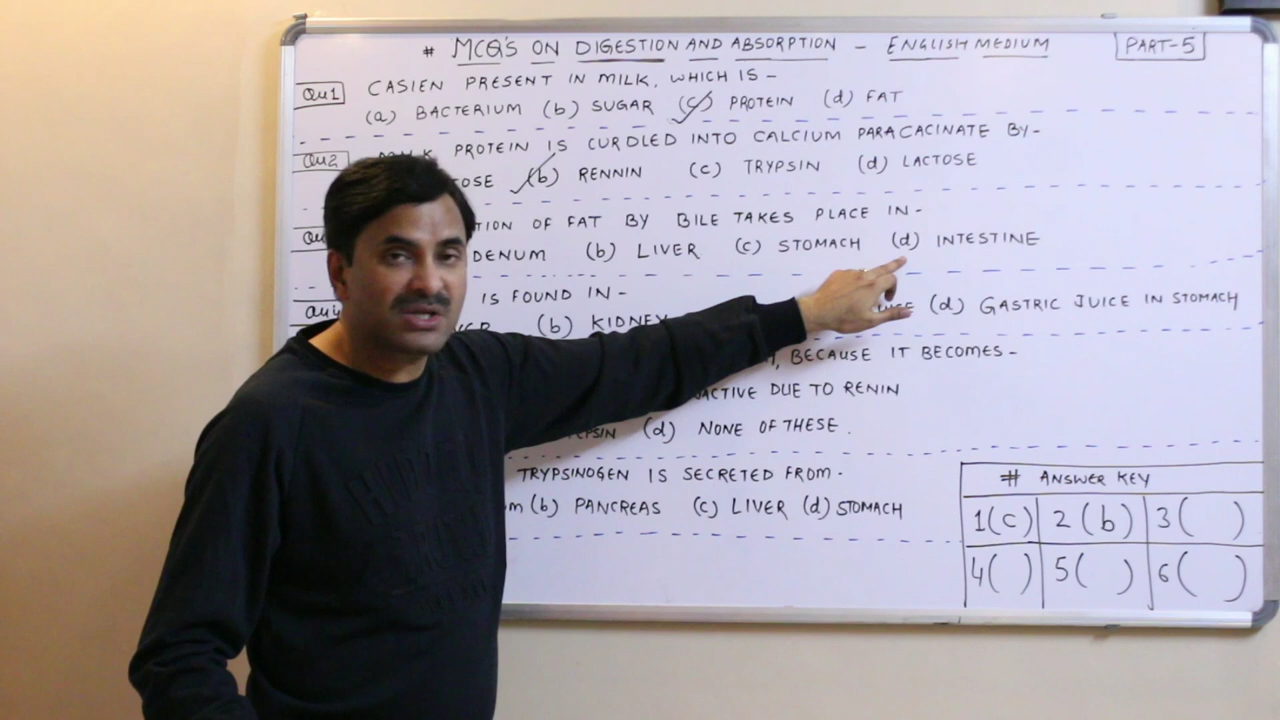 # MCQ'S ON DIGESTION AND ABSORPTION - ENGLISH MEDIUM PART-5
Qu1 CASIEN PRESENT IN MILK, WHICH IS -
(a) BACTERIUM (b) SUGAR (c) PROTEIN (d) FAT
Qu2 PROTEIN IS CURDLED INTO CALCIUM PARACACINATE BY-
(b) RENNIN (c) TRYPSIN (d) LACTOSE
OF FAT BY BILE TAKES PLACE IN-
(b) LIVER (c) STOMACH (d) INTESTINE
IS FOUND IN-
(b) KIDNEY (d) GASTRIC JUICE IN STOMACH
BECAUSE IT BECOMES-
DUE TO RENIN
(d) NONE OF THESE.
TRYPSINOGEN IS SECRETED FROM-
(b) PANCREAS (c) LIVER (d) STOMACH
# ANSWER KEY
1(c) 2(b) 3( )
4( ) 5( ) 6( )